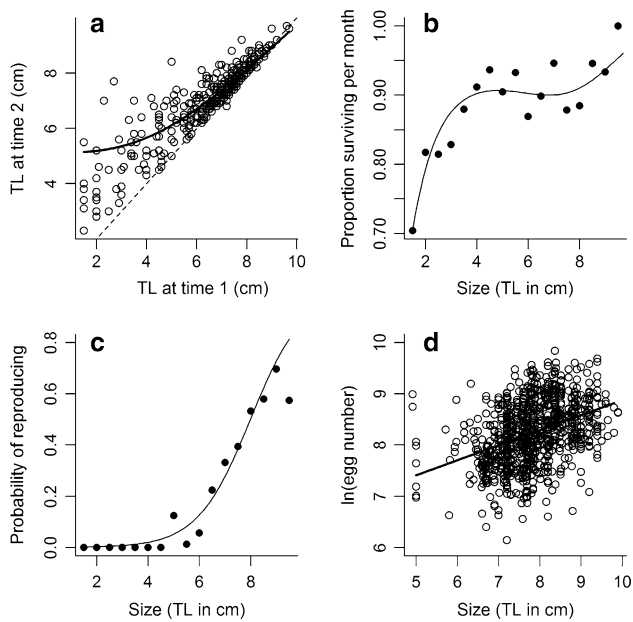 a
TL at time 2 (cm)
8
6
4
2 4 6 8 10
TL at time 1 (cm)
b
Proportion surviving per month
1.00
0.90
0.80
0.70
2 4 6 8
Size (TL in cm)
c
Probability of reproducing
0.8
0.6
0.4
0.2
0.0
2 4 6 8
Size (TL in cm)
d
ln(egg number)
10
9
8
7
6
5 6 7 8 9 10
Size (TL in cm)